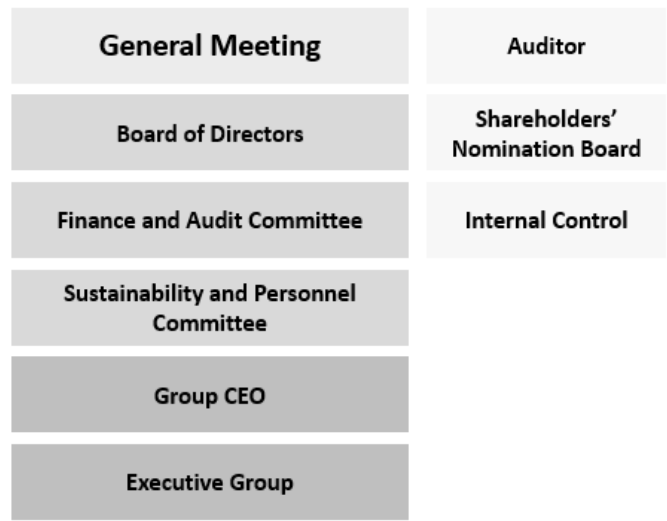 General Meeting
Auditor
Board of Directors
Shareholders’
Nomination Board
Finance and Audit Committee
Internal Control
Sustainability and Personnel
Committee
Group CEO
Executive Group